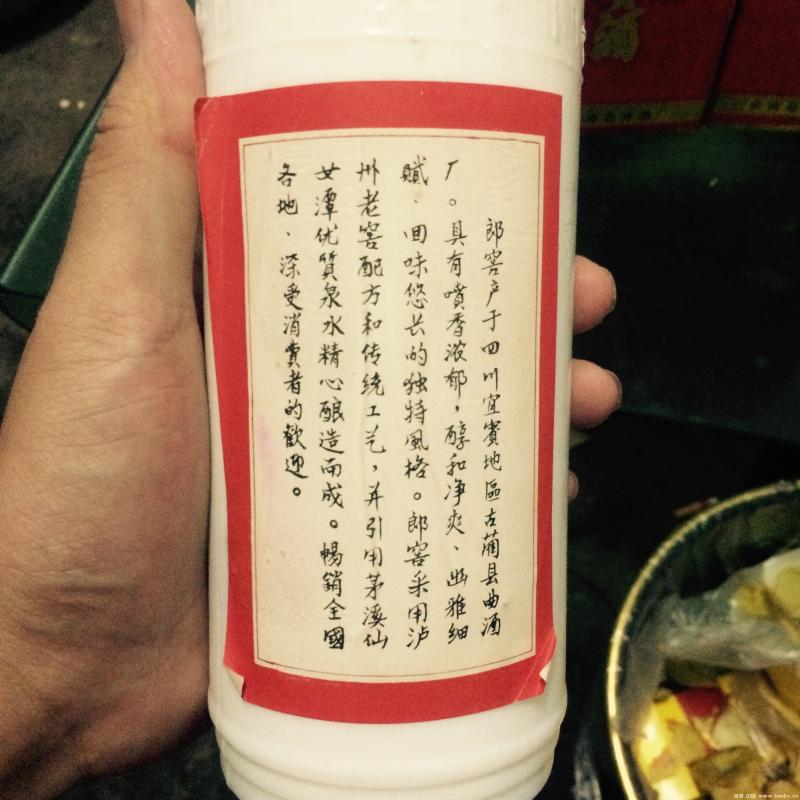 郎窖产于四川宜賓地區古藺县曲酒
厂。具有噴香浓郁，醇和净爽、幽雅细
賦．回味悠长的独特風格。郎窖采用泸
州老窖配方和传统工艺，并引用茅溪仙
女潭优質泉水精心酿造而成。暢銷全國
各地．深受消費者的歡迎。